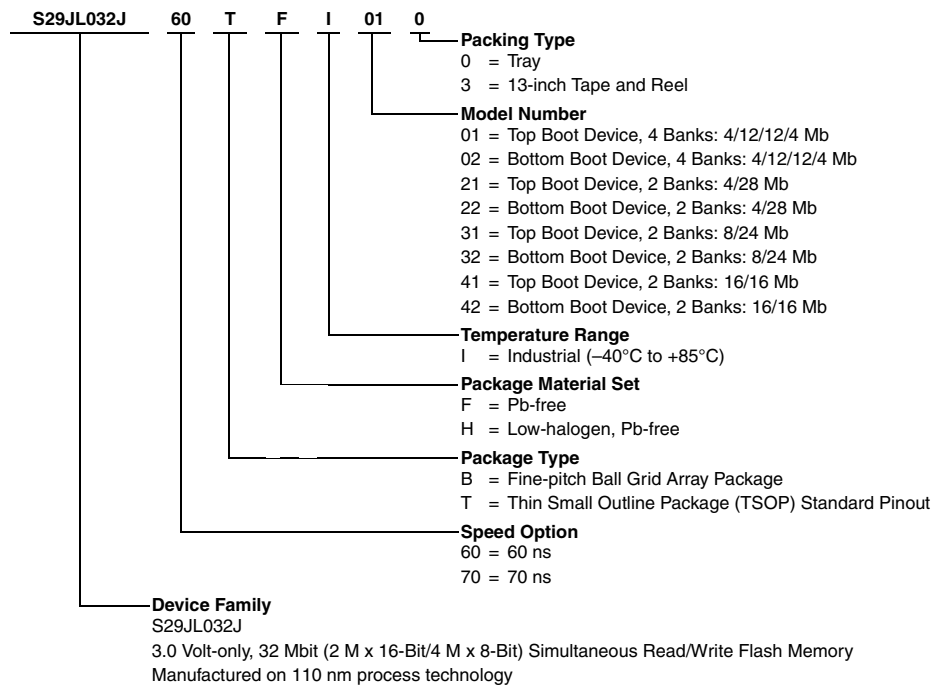 S29JL032J 60 T F I 01 0
Packing Type
0 = Tray
3 = 13-inch Tape and Reel
Model Number
01 = Top Boot Device, 4 Banks: 4/12/12/4 Mb
02 = Bottom Boot Device, 4 Banks: 4/12/12/4 Mb
21 = Top Boot Device, 2 Banks: 4/28 Mb
22 = Bottom Boot Device, 2 Banks: 4/28 Mb
31 = Top Boot Device, 2 Banks: 8/24 Mb
32 = Bottom Boot Device, 2 Banks: 8/24 Mb
41 = Top Boot Device, 2 Banks: 16/16 Mb
42 = Bottom Boot Device, 2 Banks: 16/16 Mb
Temperature Range
I = Industrial (–40°C to +85°C)
Package Material Set
F = Pb-free
H = Low-halogen, Pb-free
Package Type
B = Fine-pitch Ball Grid Array Package
T = Thin Small Outline Package (TSOP) Standard Pinout
Speed Option
60 = 60 ns
70 = 70 ns
Device Family
S29JL032J
3.0 Volt-only, 32 Mbit (2 M x 16-Bit/4 M x 8-Bit) Simultaneous Read/Write Flash Memory
Manufactured on 110 nm process technology